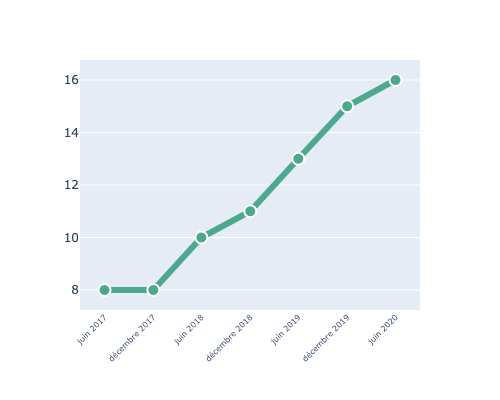 16
14
12
10
8
juin 2017
décembre 2017
juin 2018
décembre 2018
juin 2019
décembre 2019
juin 2020